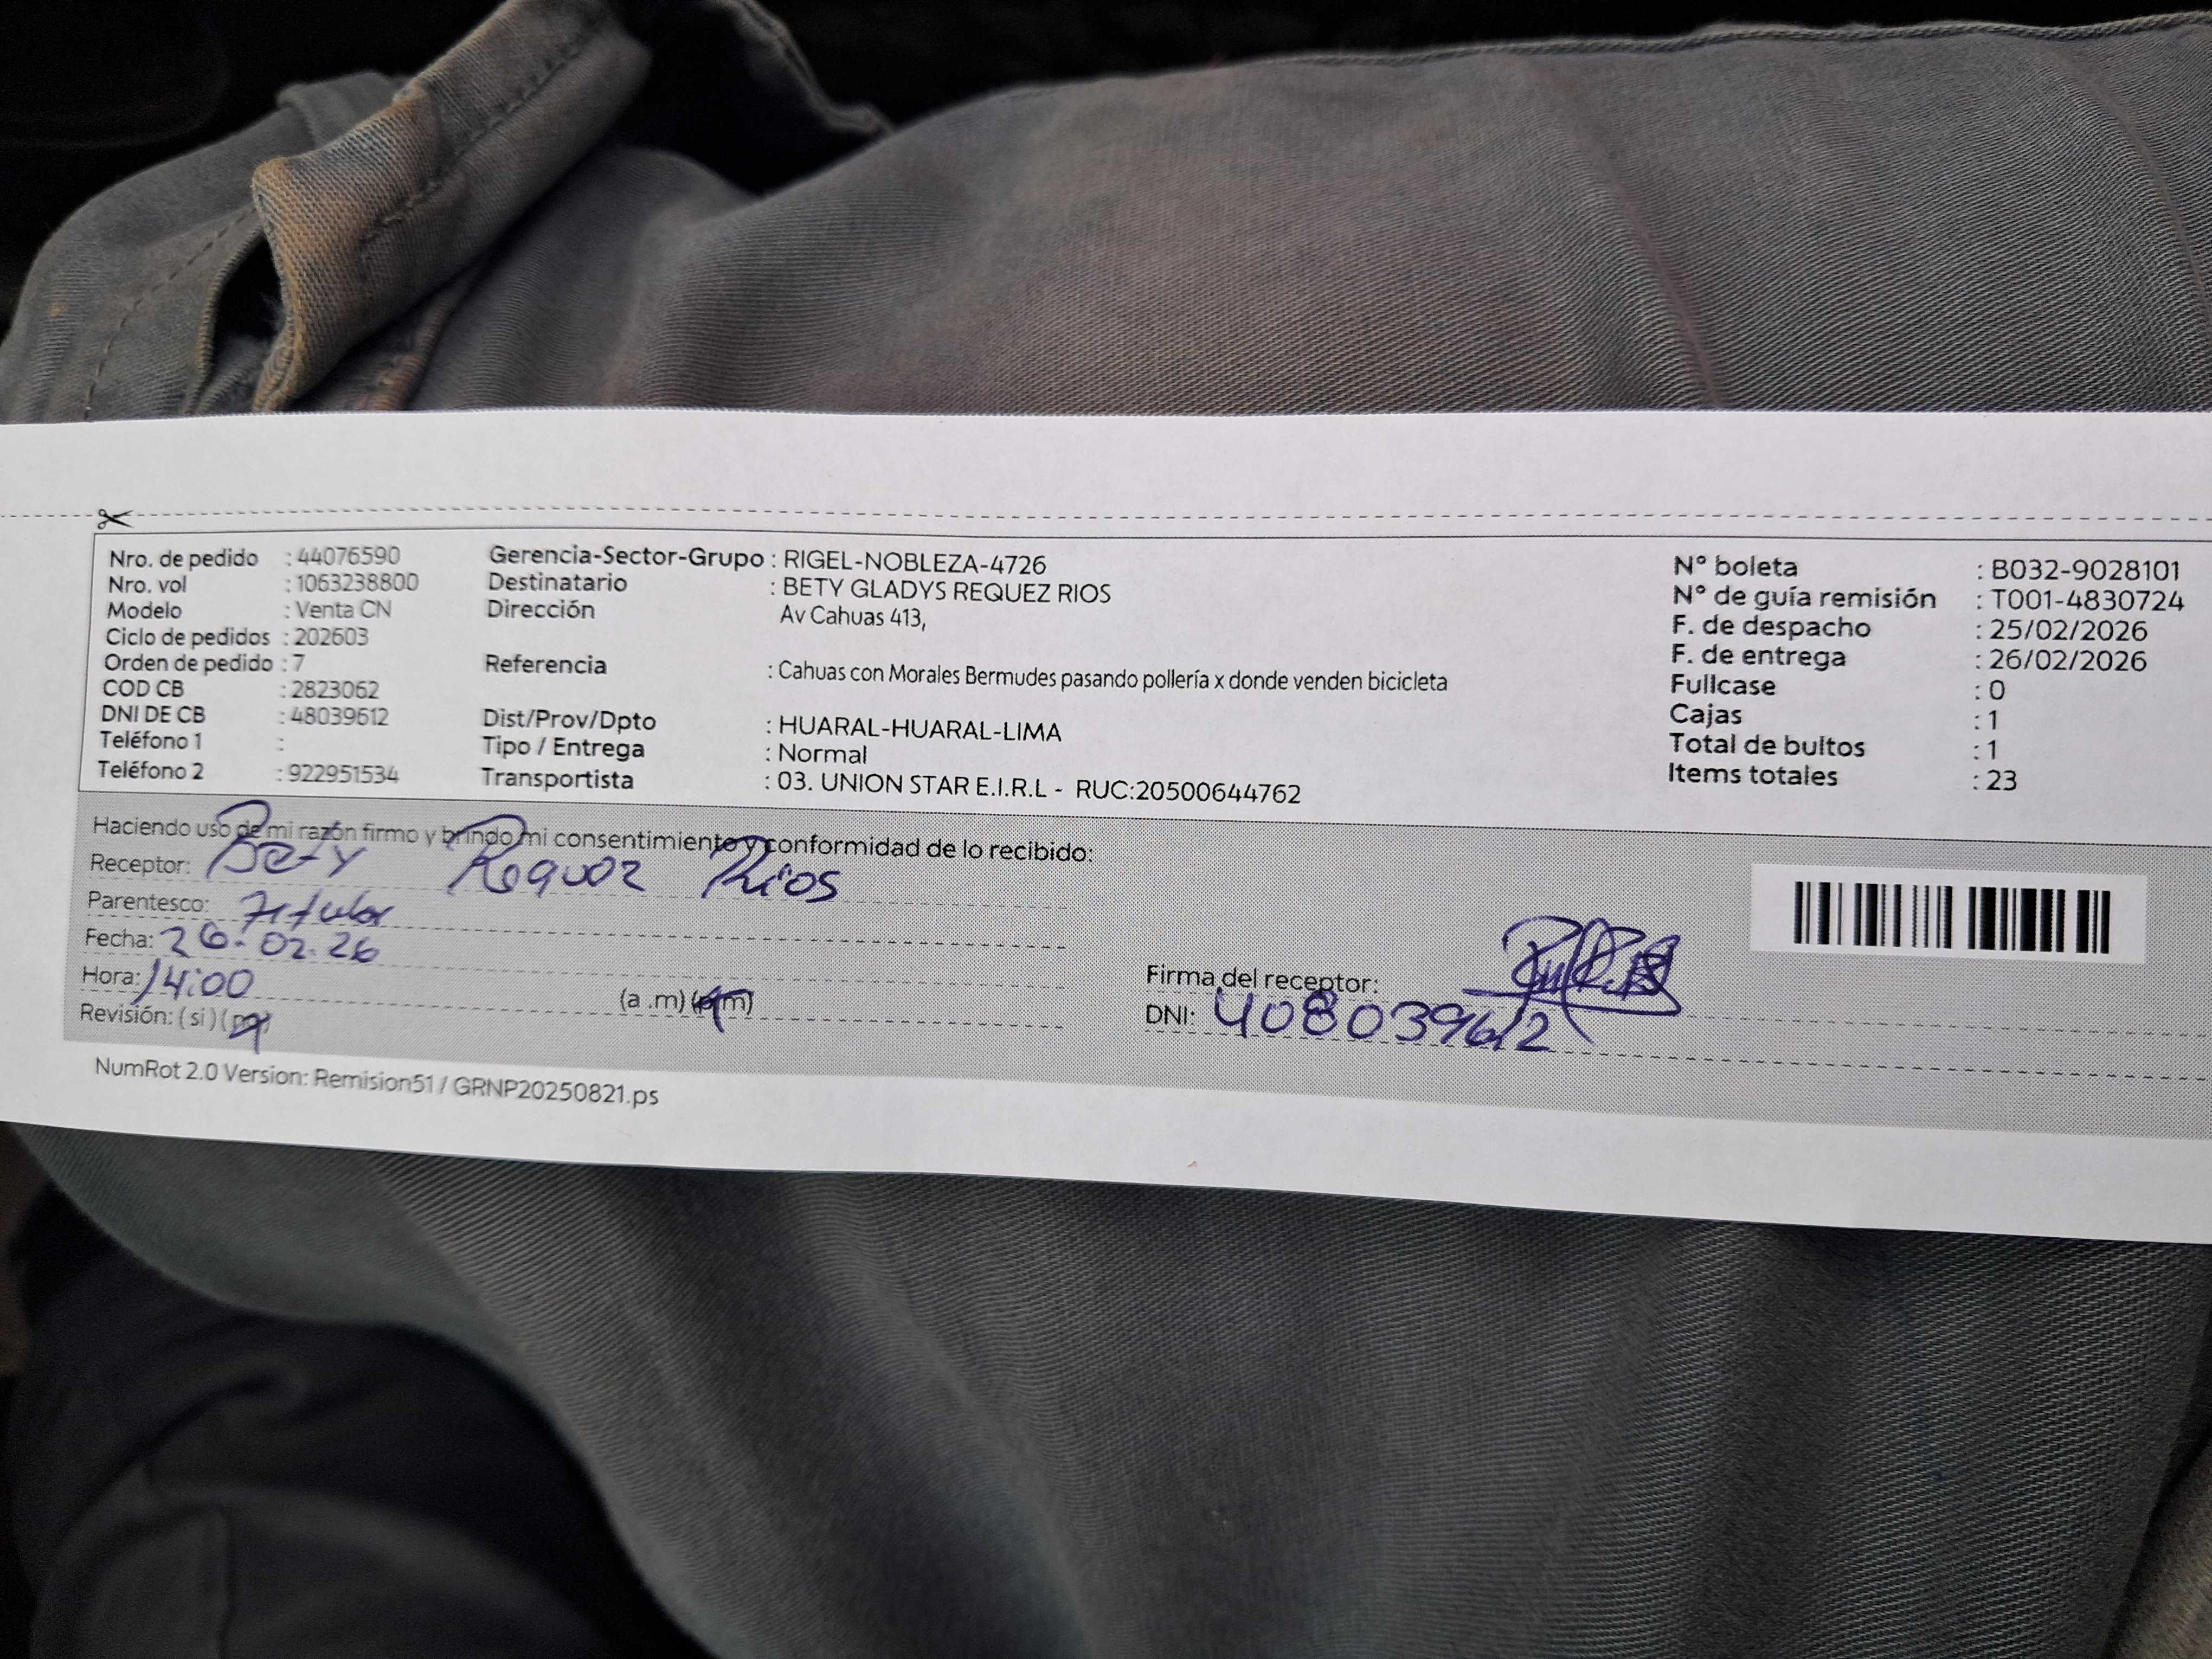 Nro. de pedido : 44076590
Nro. vol : 1063238800
Modelo : Venta CN
Ciclo de pedidos : 202603
Orden de pedido : 7
COD CB : 2823062
DNI DE CB : 48039612
Teléfono 1 :
Teléfono 2 : 922951534
Gerencia-Sector-Grupo : RIGEL-NOBLEZA-4726
Destinatario : BETY GLADYS REQUEZ RIOS
Dirección Av Cahuas 413,
Referencia : Cahuas con Morales Bermudes pasando pollería x donde venden bicicleta
Dist/Prov/Dpto : HUARAL-HUARAL-LIMA
Tipo / Entrega : Normal
Transportista : 03. UNION STAR E.I.R.L - RUC:20500644762
N° boleta : B032-9028101
N° de guía remisión : T001-4830724
F. de despacho : 25/02/2026
F. de entrega : 26/02/2026
Fullcase : 0
Cajas : 1
Total de bultos : 1
Items totales : 23
Haciendo uso de mi razón firmo y brindo mi consentimiento y conformidad de lo recibido:
Receptor: Bety Requez Rios
Parentesco: Titular
Fecha: 26.02.26
Hora: 14:00 (a .m) (p.m)
Revisión: ( si ) ( no )
Firma del receptor:
DNI: 408039612
NumRot 2.0 Version: Remision51 / GRNP20250821.ps